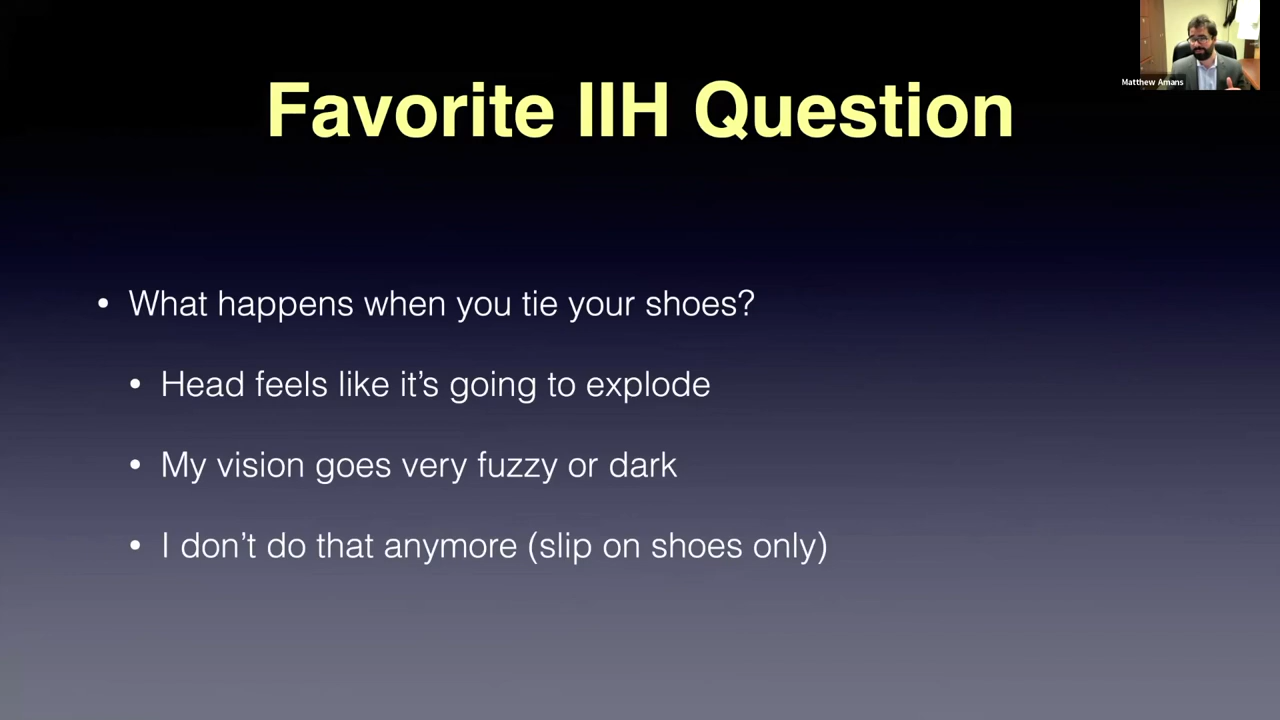 Matthew Amans
Favorite IIH Question
• What happens when you tie your shoes?
• Head feels like it’s going to explode
• My vision goes very fuzzy or dark
• I don’t do that anymore (slip on shoes only)